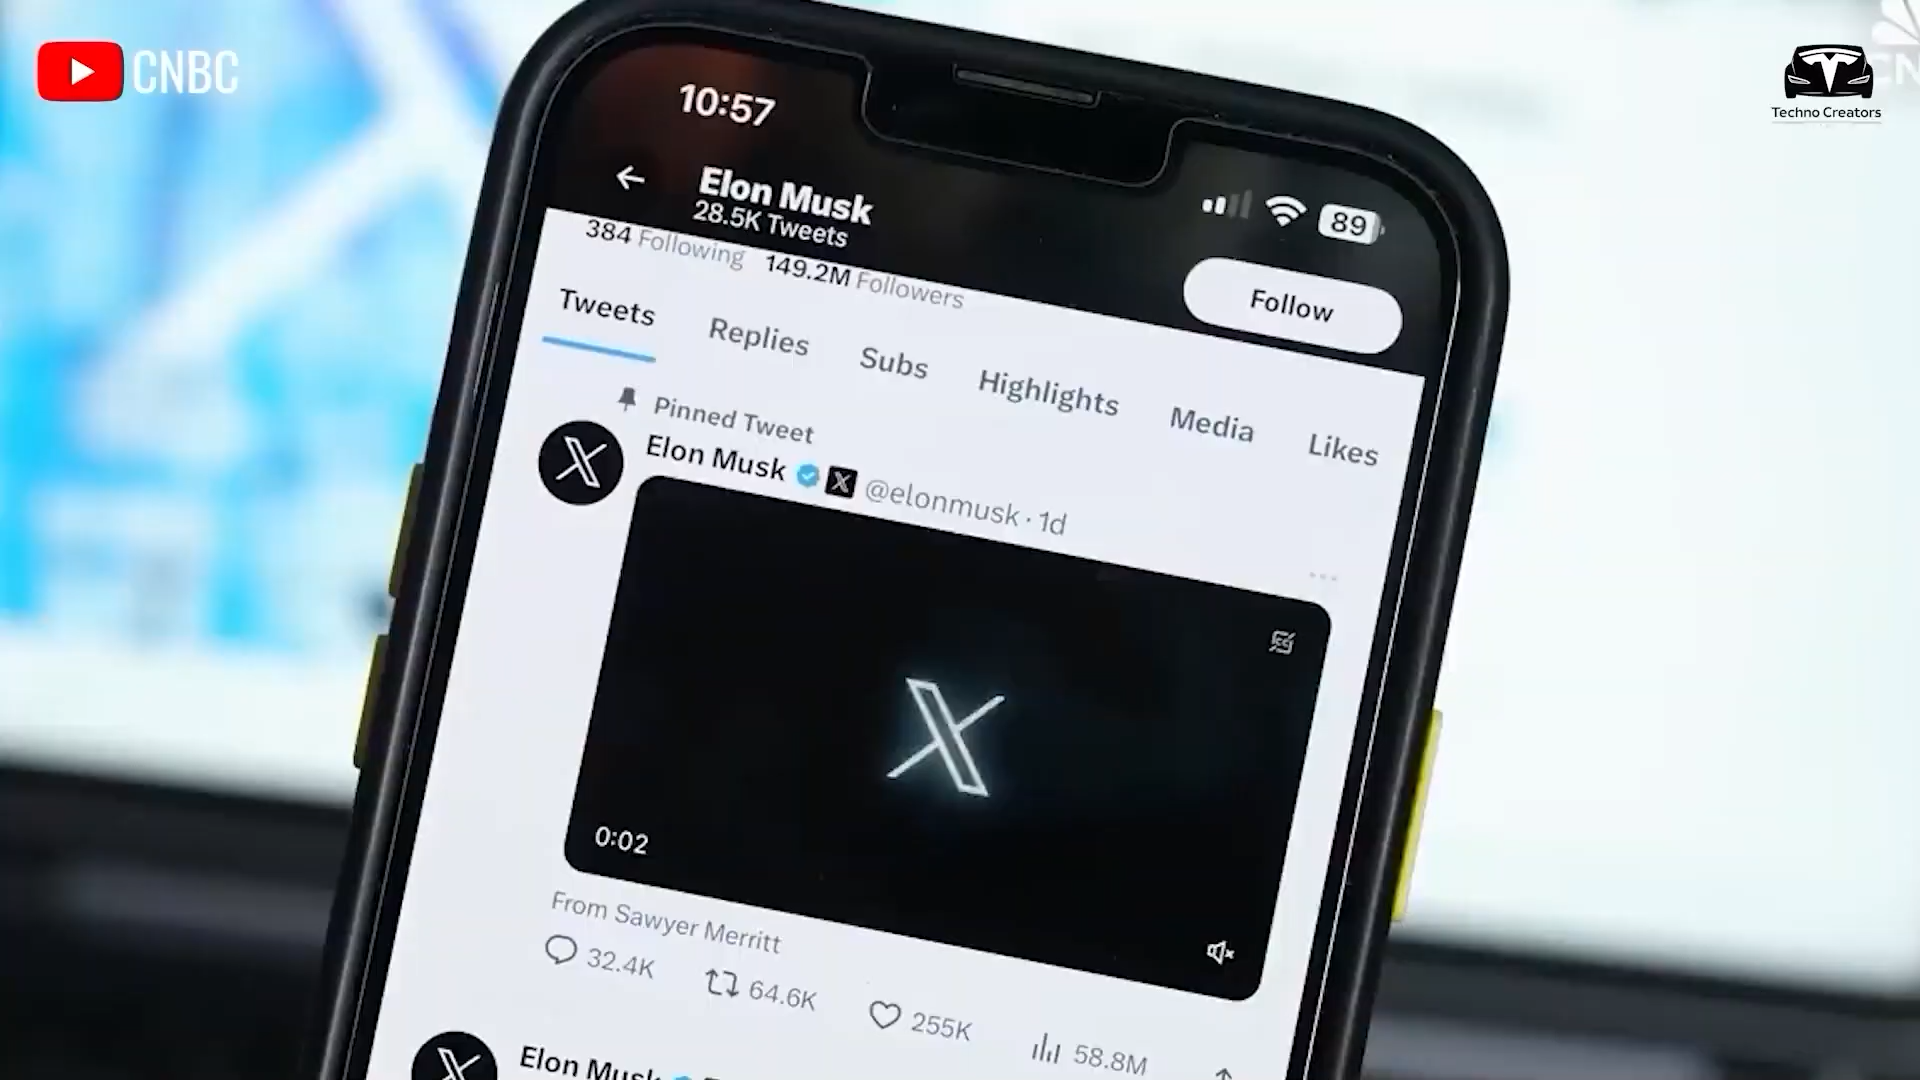 CNBC
CN
Techno Creators
10:57
89
Elon Musk
28.5K Tweets
384 Following 149.2M Followers
Follow
Tweets Replies Subs Highlights Media Likes
Pinned Tweet
Elon Musk @elonmusk · 1d
0:02
From Sawyer Merritt
32.4K 64.6K 255K 58.8M
Elon Musk